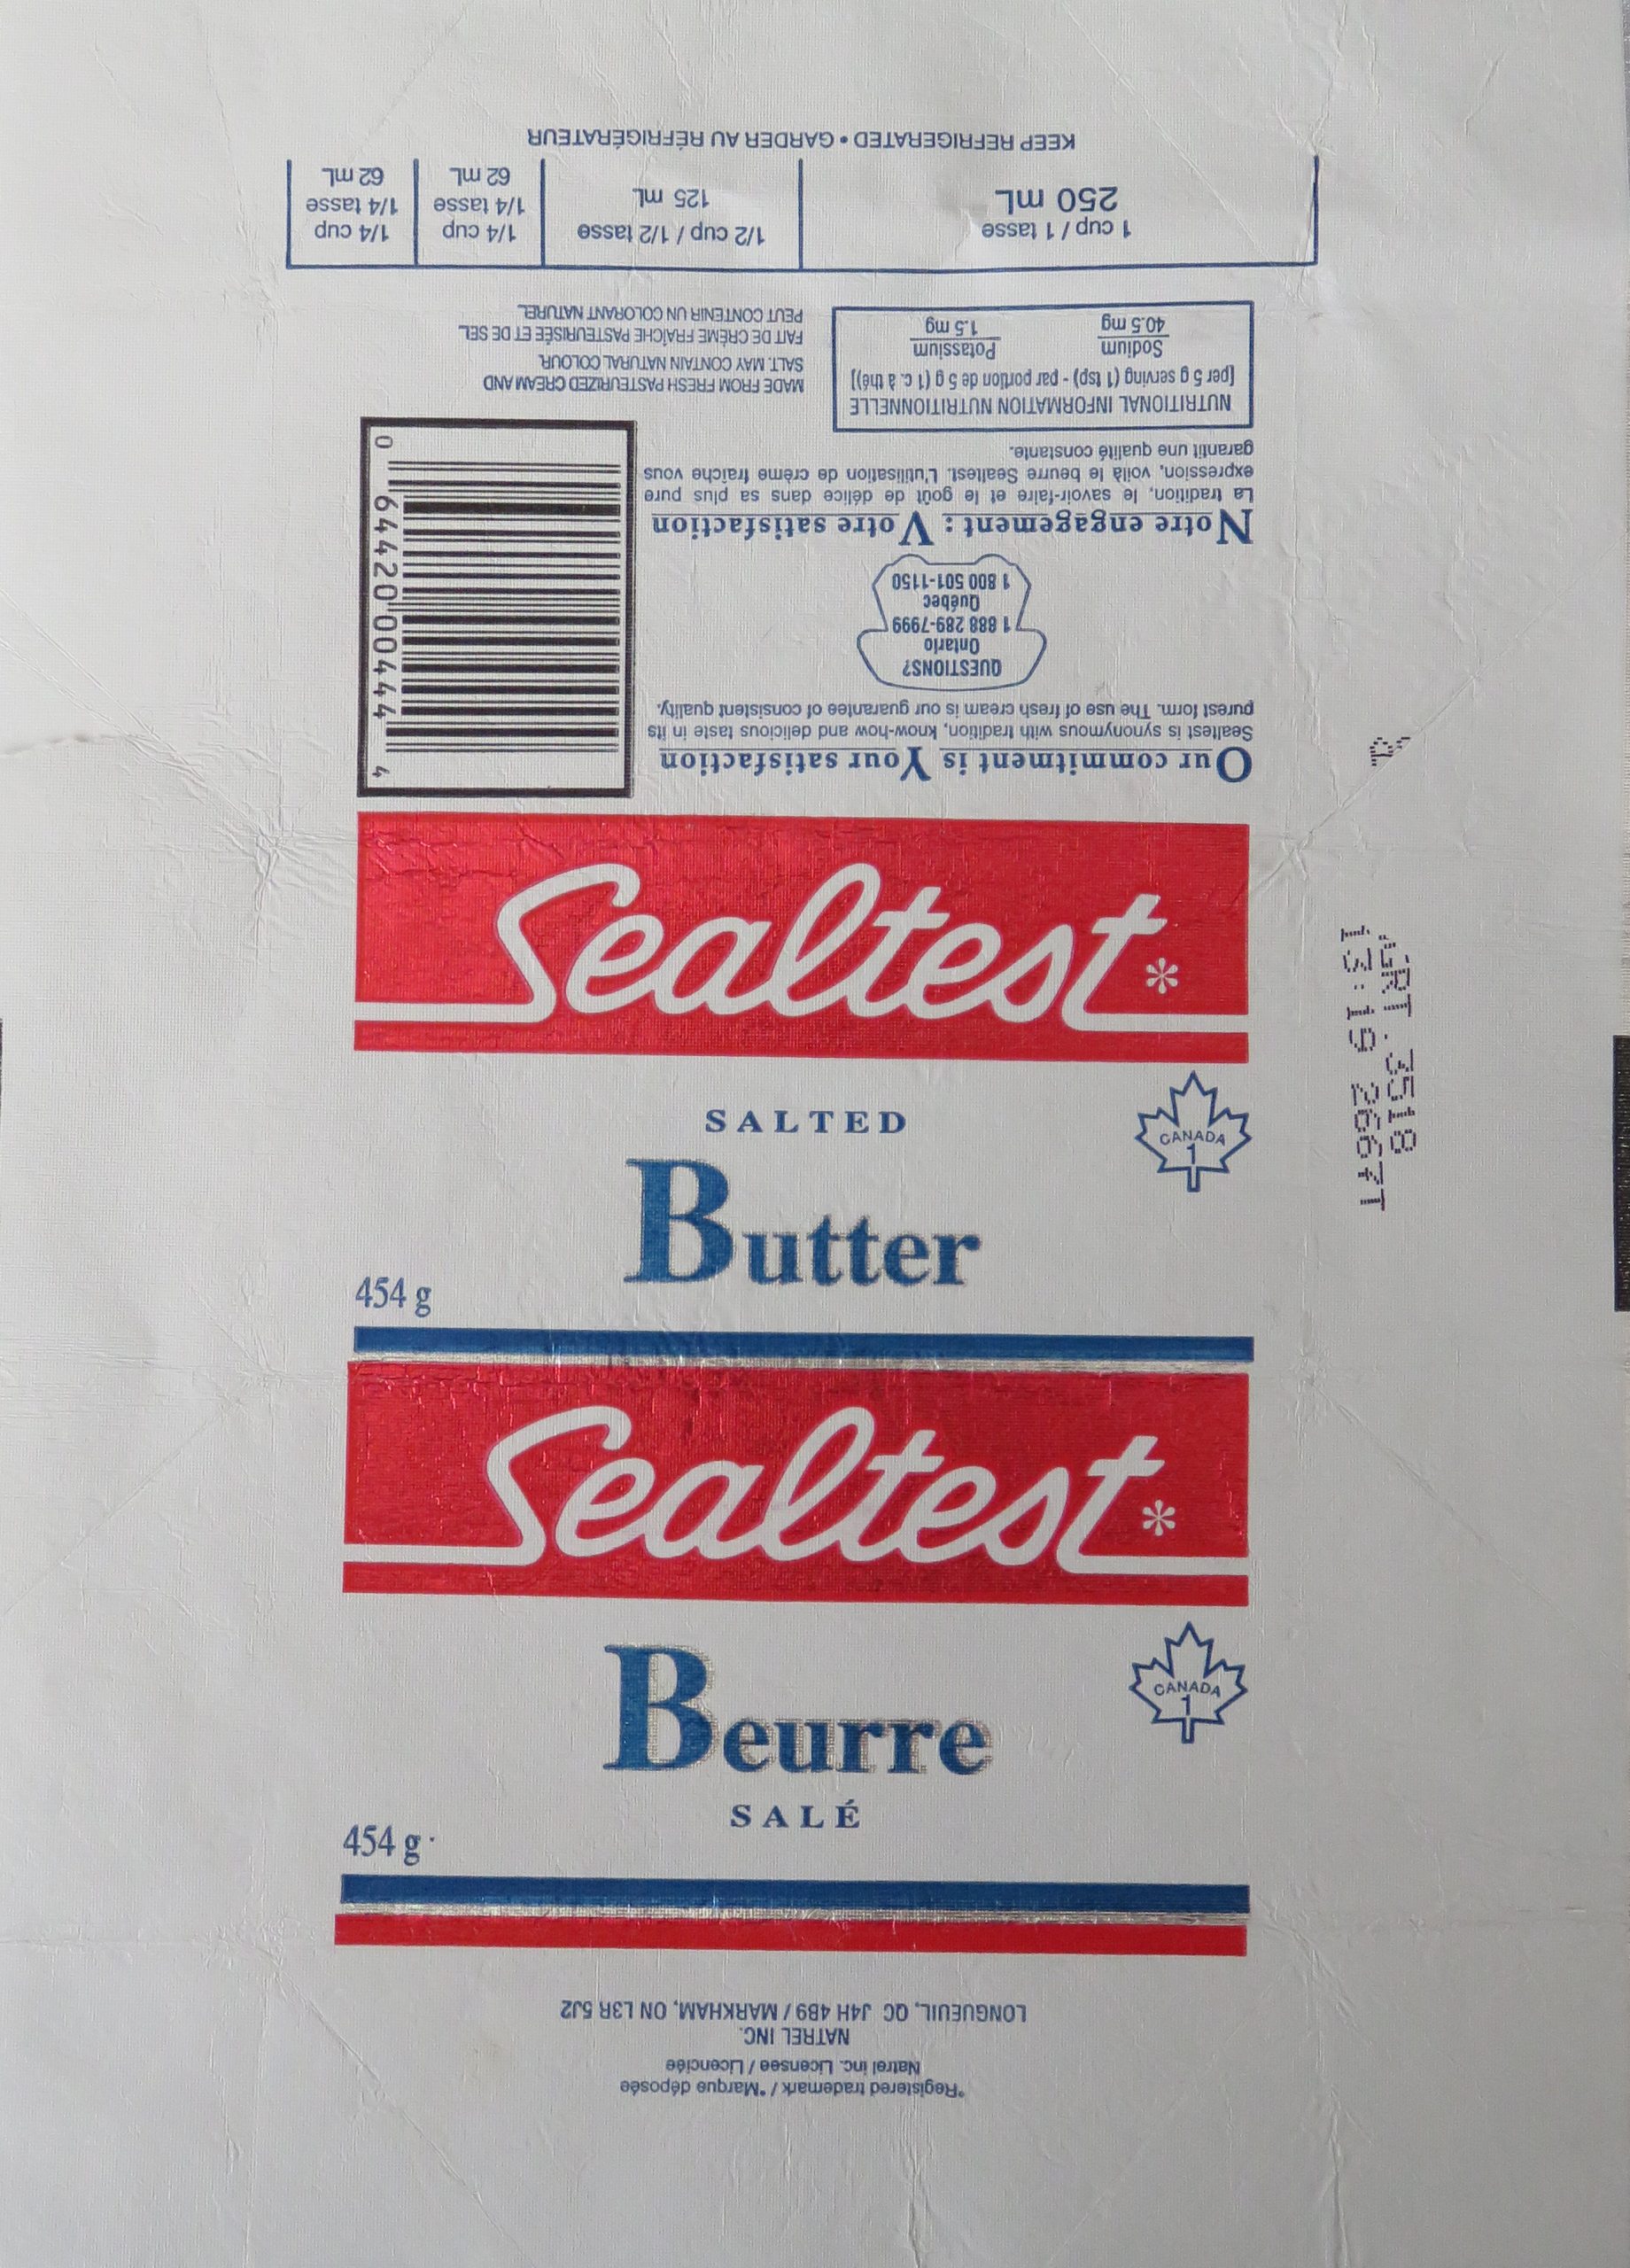 KEEP REFRIGERATED • GARDER AU RÉFRIGÉRATEUR
1 cup / 1 tasse
250 mL
1/2 cup / 1/2 tasse
125 mL
1/4 cup
1/4 tasse
62 mL
1/4 cup
1/4 tasse
62 mL
NUTRITIONAL INFORMATION NUTRITIONNELLE
[per 5 g serving (1 tsp) - par portion de 5 g (1 c. à thé)]
Sodium
40.5 mg
Potassium
1.5 mg
MADE FROM FRESH PASTEURIZED CREAM AND
SALT. MAY CONTAIN NATURAL COLOUR.
FAIT DE CRÈME FRAÎCHE PASTEURISÉE ET DE SEL.
PEUT CONTENIR UN COLORANT NATUREL.
Our commitment is Your satisfaction
Sealtest is synonymous with tradition, know-how and delicious taste in its
purest form. The use of fresh cream is our guarantee of consistent quality.
QUESTIONS?
Ontario
1 888 289-7999
Québec
1 800 501-1150
Notre engagement : Votre satisfaction
La tradition, le savoir-faire et le goût de délice dans sa plus pure
expression, voilà le beurre Sealtest. L'utilisation de crème fraîche vous
garantit une qualité constante.
0 64420 00444 4
Sealtest*
SALTED
Butter
CANADA
1
454 g
Sealtest*
Beurre
SALÉ
CANADA
1
454 g
*Registered trademark / *Marque déposée
Natrel inc. Licensee / Licenciée
NATREL INC.
LONGUEUIL, QC J4H 4B9 / MARKHAM, ON L3R 5J2
3518
13:19 2667T